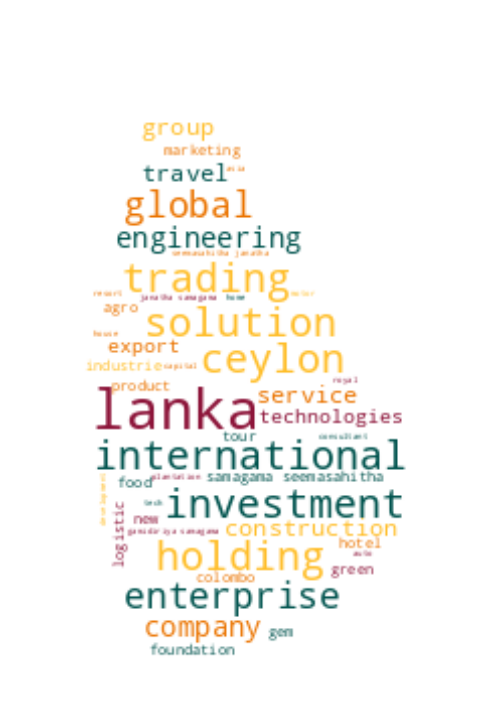 group
marketing
travel asia
global
engineering
seemasahitha janatha
trading
resort janatha samagama home motor
agro
solution
house
export
ceylon
industrie capital
royal
product
lanka
service
technologies
tour consultant
international
food plantation samagama seemasahitha
tech investment
logistic
new
gamidiriya samagama construction
holding
hotel
auto
green
colombo
enterprise
company gem
foundation